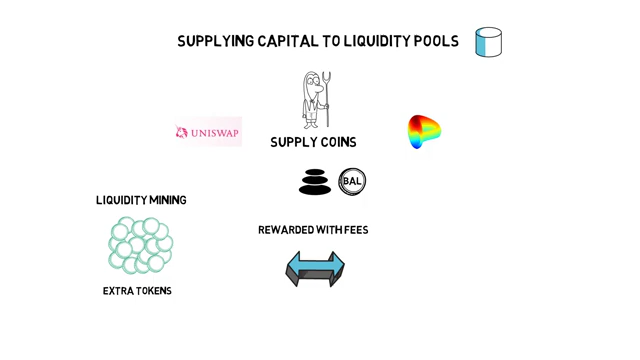 SUPPLYING CAPITAL TO LIQUIDITY POOLS
UNISWAP
SUPPLY COINS
BAL
LIQUIDITY MINING
REWARDED WITH FEES
EXTRA TOKENS